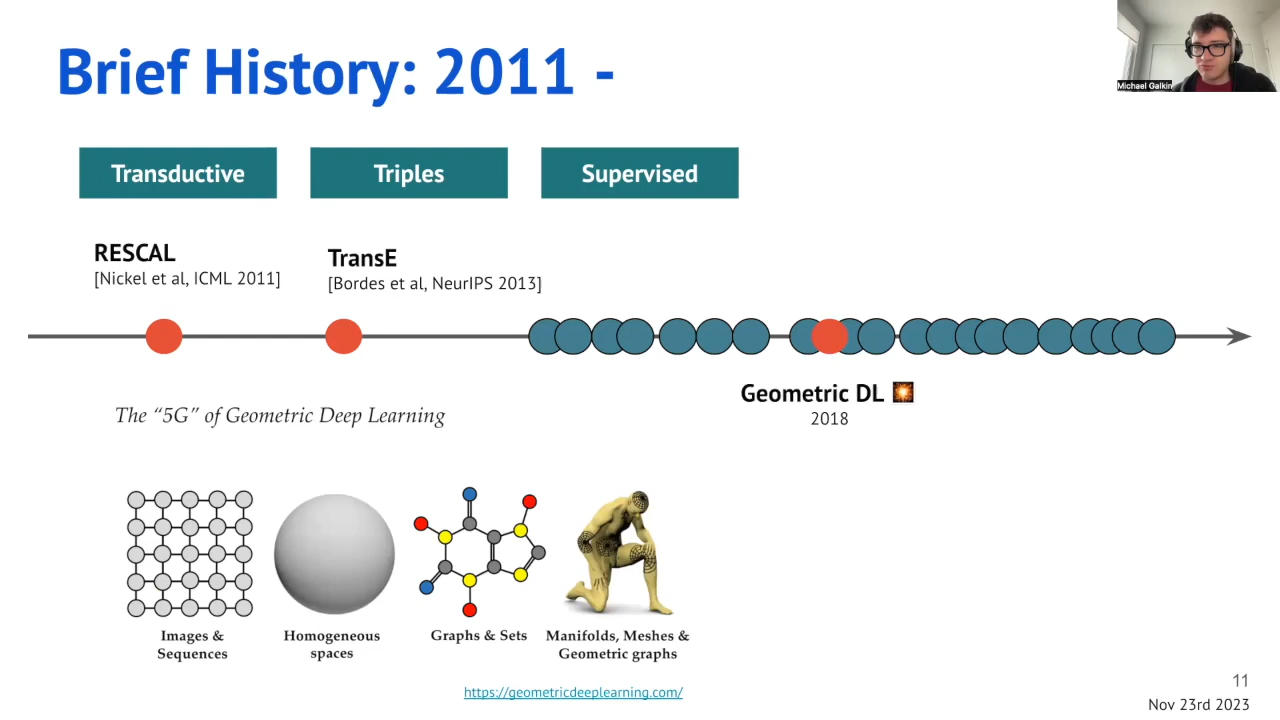 Brief History: 2011 -
Michael Galkin
Transductive
Triples
Supervised
RESCAL
[Nickel et al, ICML 2011]
TransE
[Bordes et al, NeurIPS 2013]
Geometric DL 💥
2018
The “5G” of Geometric Deep Learning
Images &
Sequences
Homogeneous
spaces
Graphs & Sets
Manifolds, Meshes &
Geometric graphs
https://geometricdeeplearning.com/
11
Nov 23rd 2023